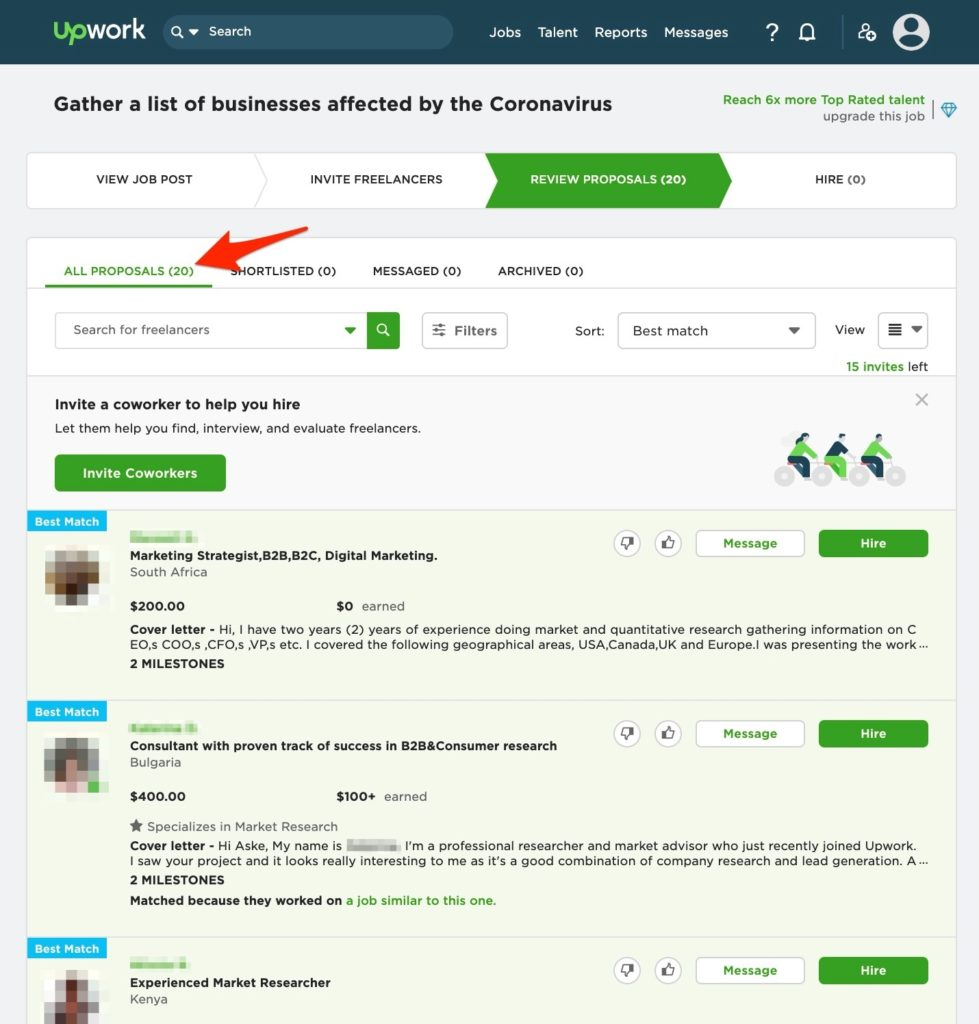 upwork
Search
Jobs Talent Reports Messages
?
Gather a list of businesses affected by the Coronavirus
Reach 6x more Top Rated talent
upgrade this job
VIEW JOB POST INVITE FREELANCERS REVIEW PROPOSALS (20) HIRE (0)
ALL PROPOSALS (20) SHORTLISTED (0) MESSAGED (0) ARCHIVED (0)
Search for freelancers Filters Sort: Best match View
15 invites left
Invite a coworker to help you hire
Let them help you find, interview, and evaluate freelancers.
Invite Coworkers
Best Match
Marketing Strategist,B2B,B2C, Digital Marketing.
South Africa
Message Hire
$200.00 $0 earned
Cover letter - Hi, I have two years (2) years of experience doing market and quantitative research gathering information on C
EO,s COO,s ,CFO,s ,VP,s etc. I covered the following geographical areas, USA,Canada,UK and Europe.I was presenting the work...
2 MILESTONES
Best Match
Consultant with proven track of success in B2B&Consumer research
Bulgaria
Message Hire
$400.00 $100+ earned
Specializes in Market Research
Cover letter - Hi Aske, My name is I'm a professional researcher and market advisor who just recently joined Upwork.
I saw your project and it looks really interesting to me as it's a good combination of company research and lead generation. A...
2 MILESTONES
Matched because they worked on a job similar to this one.
Best Match
Experienced Market Researcher
Kenya
Message Hire